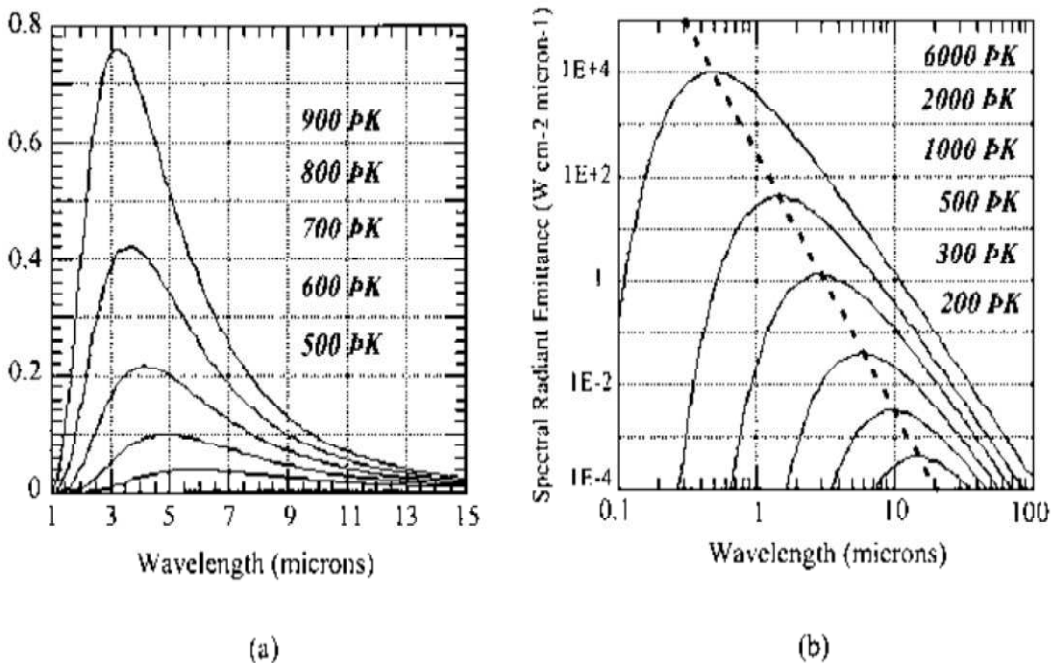 0.8
0.6
0.4
0.2
0
900 ÞK
800 ÞK
700 ÞK
600 ÞK
500 ÞK
1 3 5 7 9 11 13 15
Wavelength (microns)
(a)
Spectral Radiant Emittance (W cm-2 micron-1)
1E+4
1E+2
1
1E-2
1E-4
6000 ÞK
2000 ÞK
1000 ÞK
500 ÞK
300 ÞK
200 ÞK
0.1 1 10 100
Wavelength (microns)
(b)